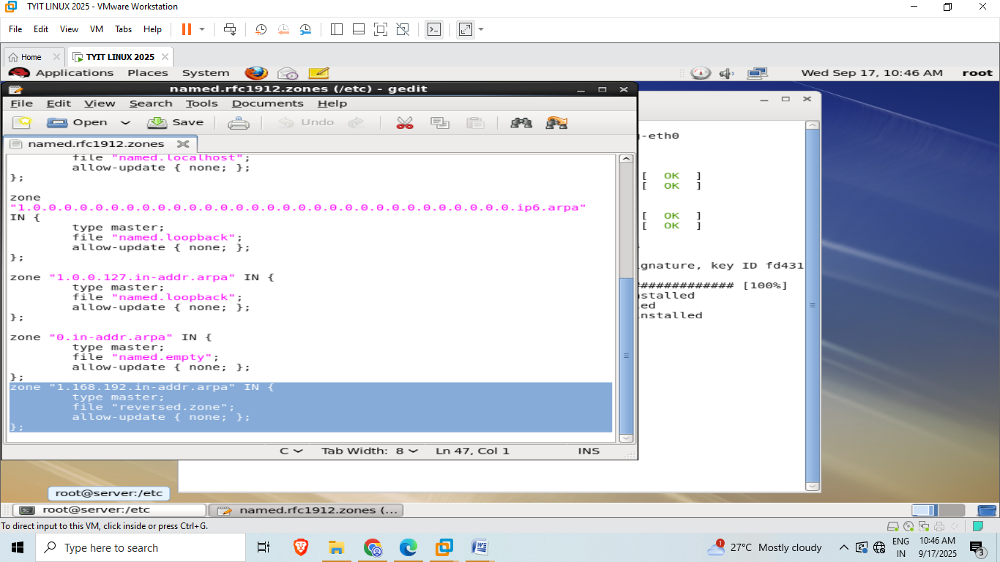 TYIT LINUX 2025 - VMware Workstation
File Edit View VM Tabs Help
Home TYIT LINUX 2025
Applications Places System Wed Sep 17, 10:46 AM root
named.rfc1912.zones (/etc) - gedit
File Edit View Search Tools Documents Help
Open Save Undo
named.rfc1912.zones
file "named.localhost";
allow-update { none; };
};
zone
"1.0.0.0.0.0.0.0.0.0.0.0.0.0.0.0.0.0.0.0.0.0.0.0.0.0.0.0.0.0.0.0.ip6.arpa"
IN {
type master;
file "named.loopback";
allow-update { none; };
};
zone "1.0.0.127.in-addr.arpa" IN {
type master;
file "named.loopback";
allow-update { none; };
};
zone "0.in-addr.arpa" IN {
type master;
file "named.empty";
allow-update { none; };
};
zone "1.168.192.in-addr.arpa" IN {
type master;
file "reversed.zone";
allow-update { none; };
};
C Tab Width: 8 Ln 47, Col 1 INS
-eth0
[ OK ]
[ OK ]
[ OK ]
[ OK ]
ignature, key ID fd431
############ [100%]
nstalled
ed
nstalled
root@server:/etc
root@server:/etc named.rfc1912.zones (...
To direct input to this VM, click inside or press Ctrl+G.
Type here to search 1 27°C Mostly cloudy ENG IN 10:46 AM 9/17/2025 3